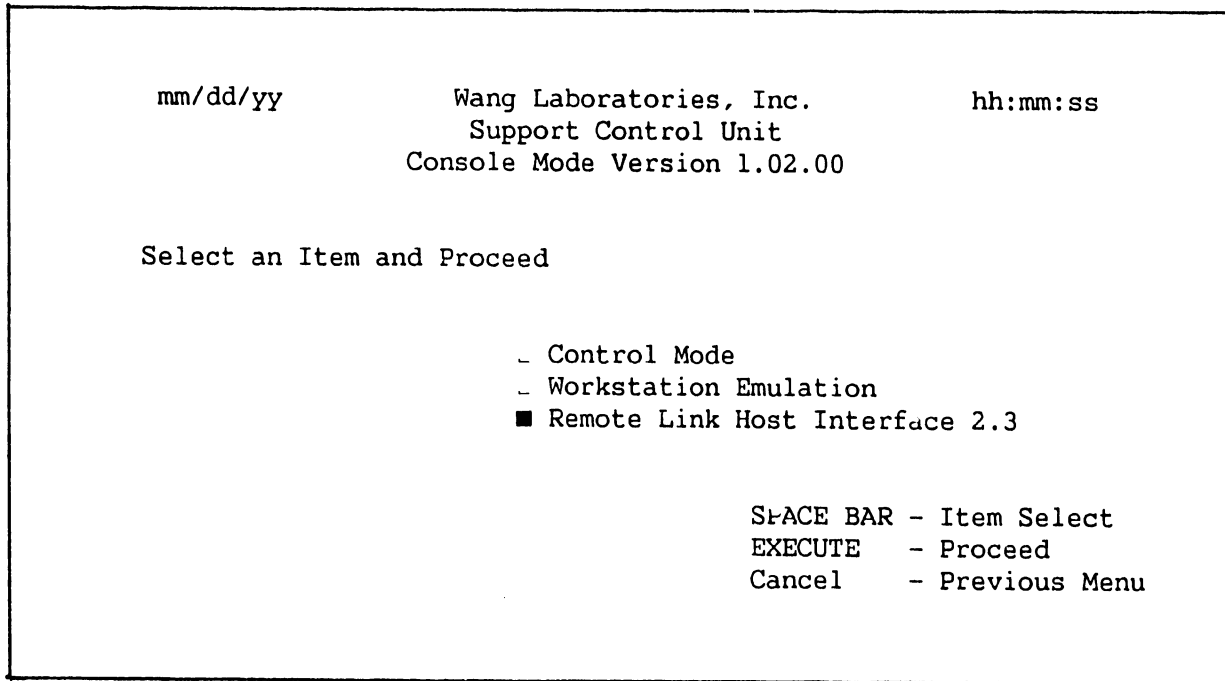 mm/dd/yy Wang Laboratories, Inc. hh:mm:ss
Support Control Unit
Console Mode Version 1.02.00
Select an Item and Proceed
Control Mode
Workstation Emulation
■ Remote Link Host Interface 2.3
SPACE BAR - Item Select
EXECUTE - Proceed
Cancel - Previous Menu